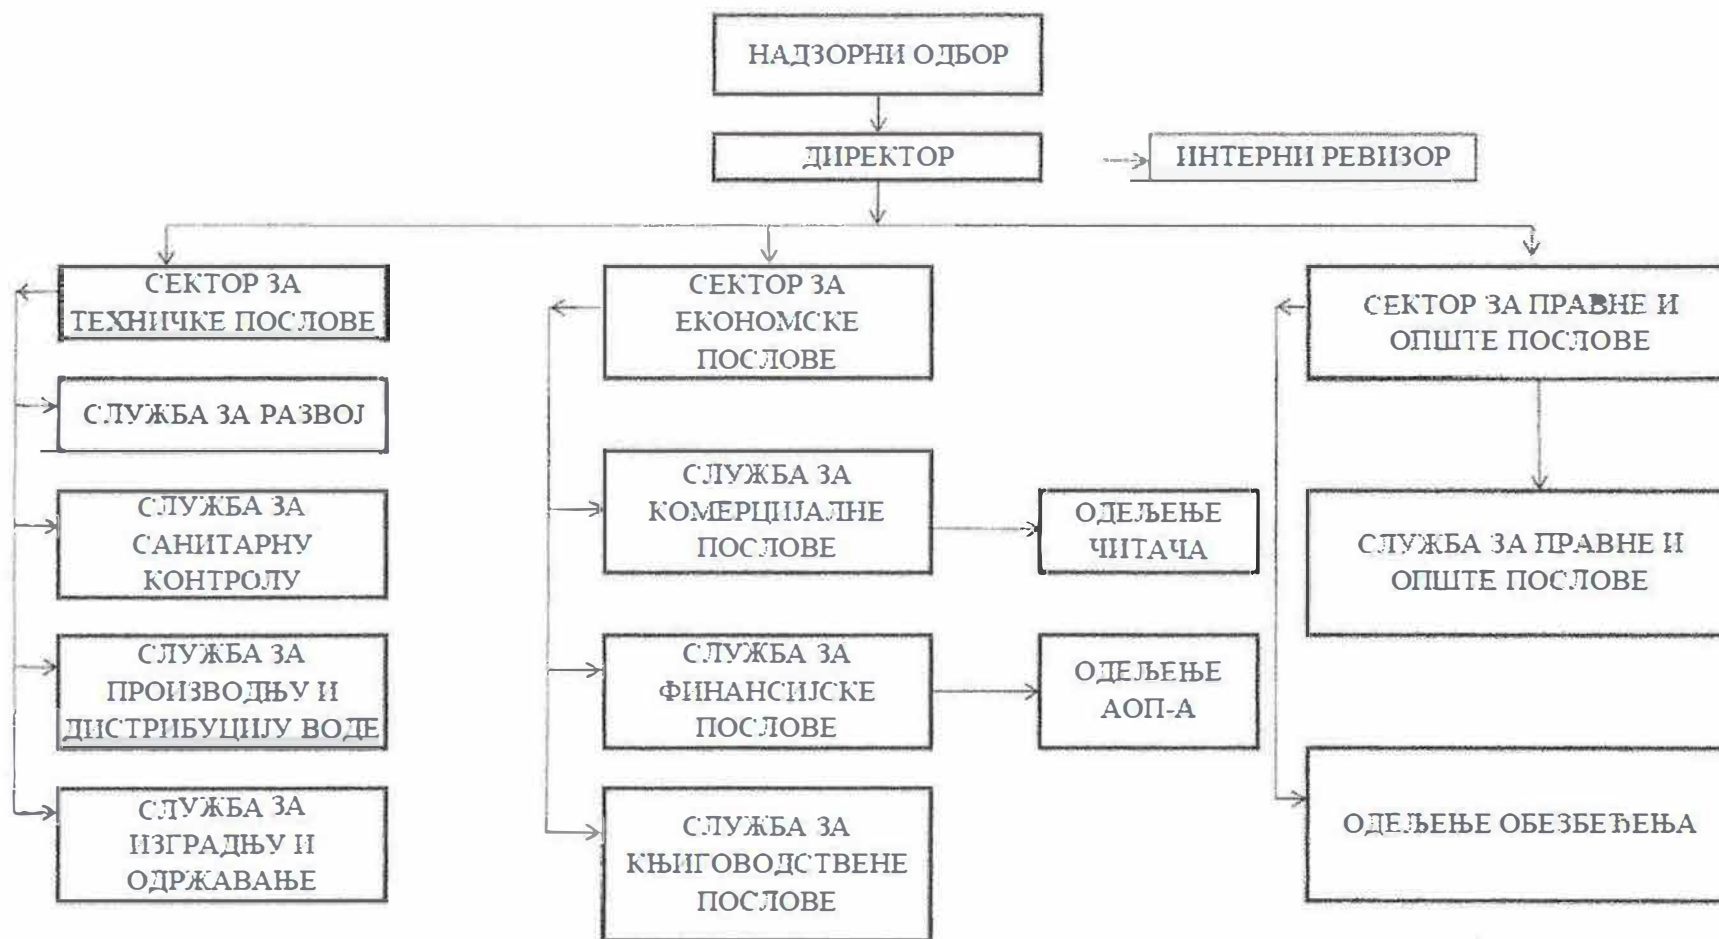 НАДЗОРНИ ОДБОР
ДИРЕКТОР
ИНТЕРНИ РЕВИЗОР
СЕКТОР ЗА
ТЕХНИЧКЕ ПОСЛОВЕ
СЛУЖБА ЗА РАЗВОЈ
СЛУЖБА ЗА
САНИТАРНУ
КОНТРОЛУ
СЛУЖБА ЗА
ПРОИЗВОДЊУ И
ДИСТРИБУЦИЈУ ВОДЕ
СЛУЖБА ЗА
ИЗГРАДЊУ И
ОДРЖАВАЊЕ
СЕКТОР ЗА
ЕКОНОМСКЕ
ПОСЛОВЕ
СЛУЖБА ЗА
КОМЕРЦИЈАЛНЕ
ПОСЛОВЕ
ОДЕЉЕЊЕ
ЧИТАЧА
СЛУЖБА ЗА
ФИНАНСИЈСКЕ
ПОСЛОВЕ
ОДЕЉЕЊЕ
АОП-А
СЛУЖБА ЗА
КЊИГОВОДСТВЕНЕ
ПОСЛОВЕ
СЕКТОР ЗА ПРАВНЕ И
ОПШТЕ ПОСЛОВЕ
СЛУЖБА ЗА ПРАВНЕ И
ОПШТЕ ПОСЛОВЕ
ОДЕЉЕЊЕ ОБЕЗБЕЂЕЊА